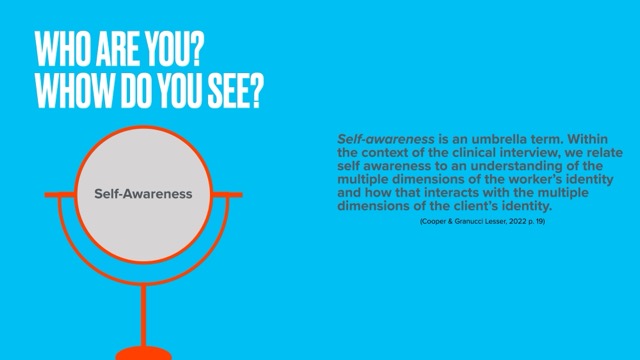 WHO ARE YOU?
WHOW DO YOU SEE?
Self-Awareness
Self-awareness is an umbrella term. Within
the context of the clinical interview, we relate
self awareness to an understanding of the
multiple dimensions of the worker's identity
and how that interacts with the multiple
dimensions of the client's identity.
(Cooper & Granucci Lesser, 2022 p. 19)